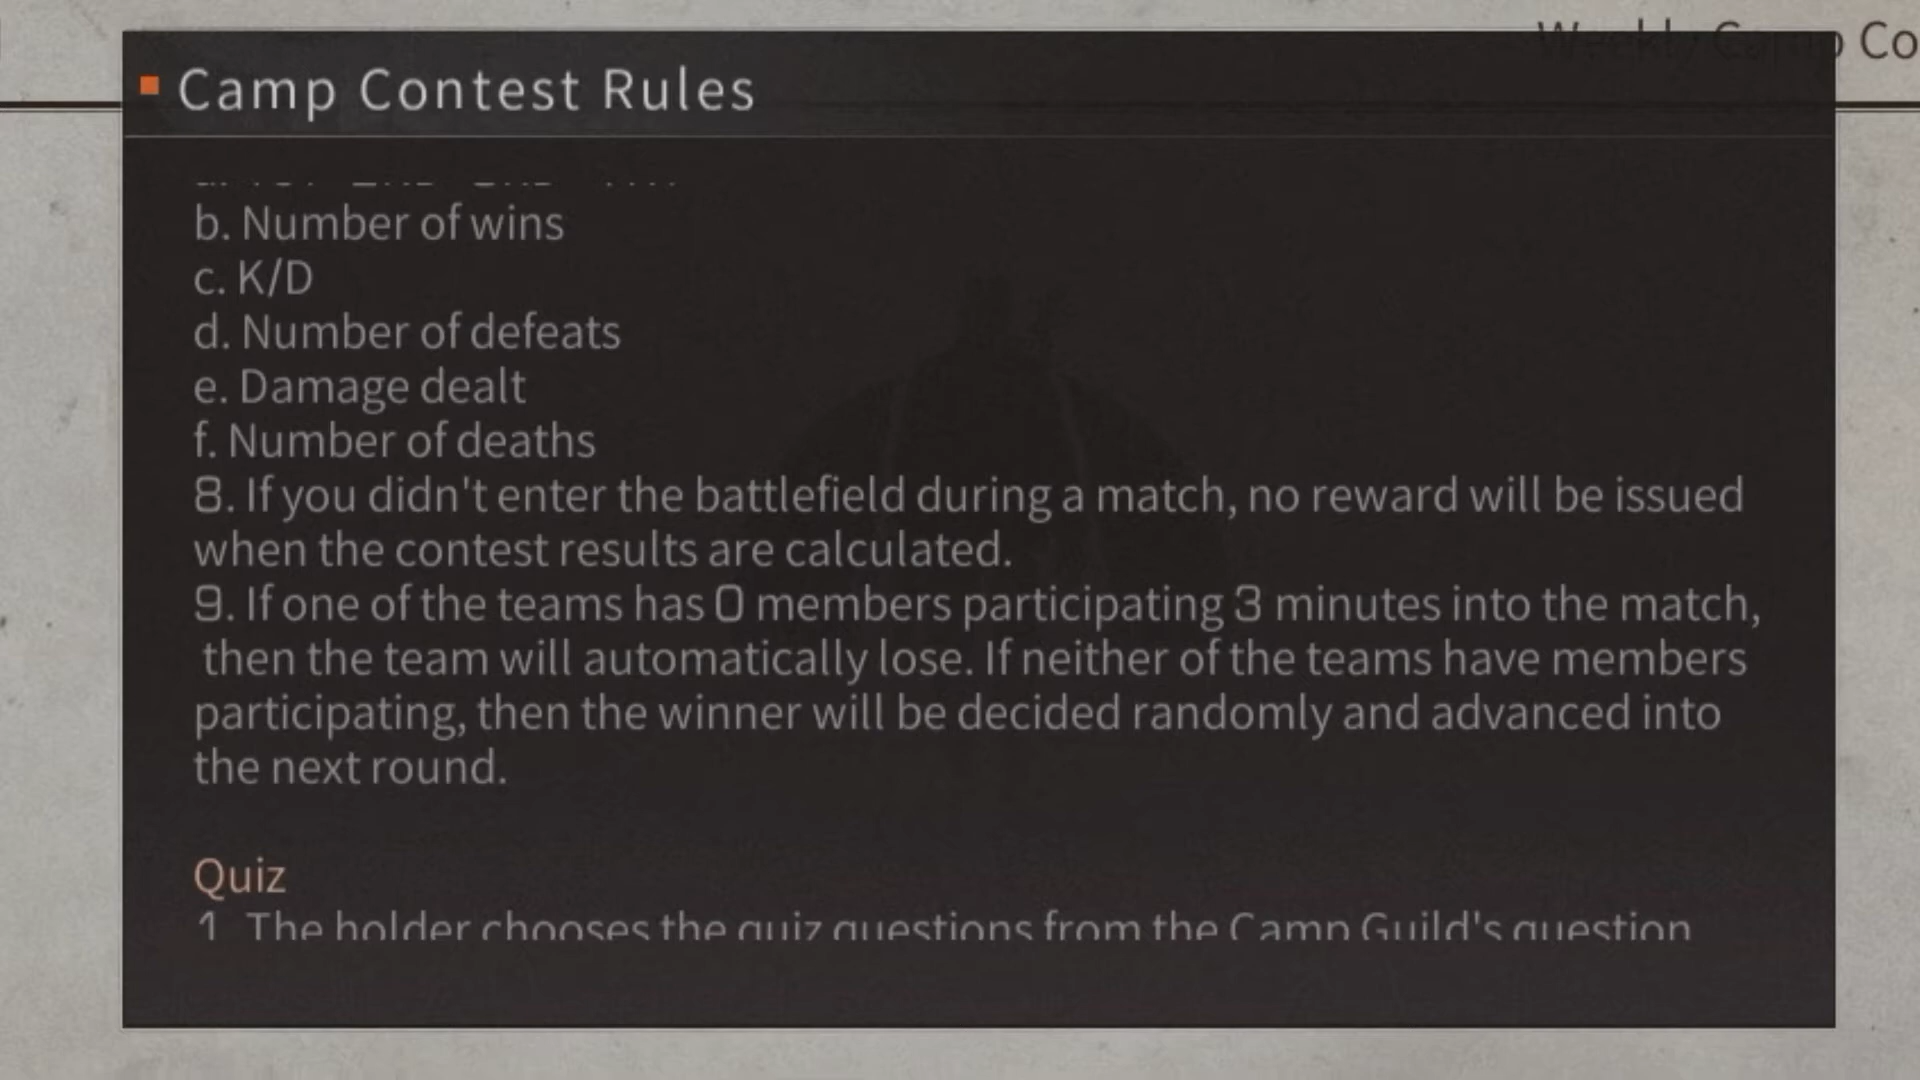 Weekly Camp Co
Camp Contest Rules
b. Number of wins
c. K/D
d. Number of defeats
e. Damage dealt
f. Number of deaths
8. If you didn't enter the battlefield during a match, no reward will be issued
when the contest results are calculated.
9. If one of the teams has 0 members participating 3 minutes into the match,
then the team will automatically lose. If neither of the teams have members
participating, then the winner will be decided randomly and advanced into
the next round.
Quiz
1. The holder chooses the quiz questions from the Camp Guild's question